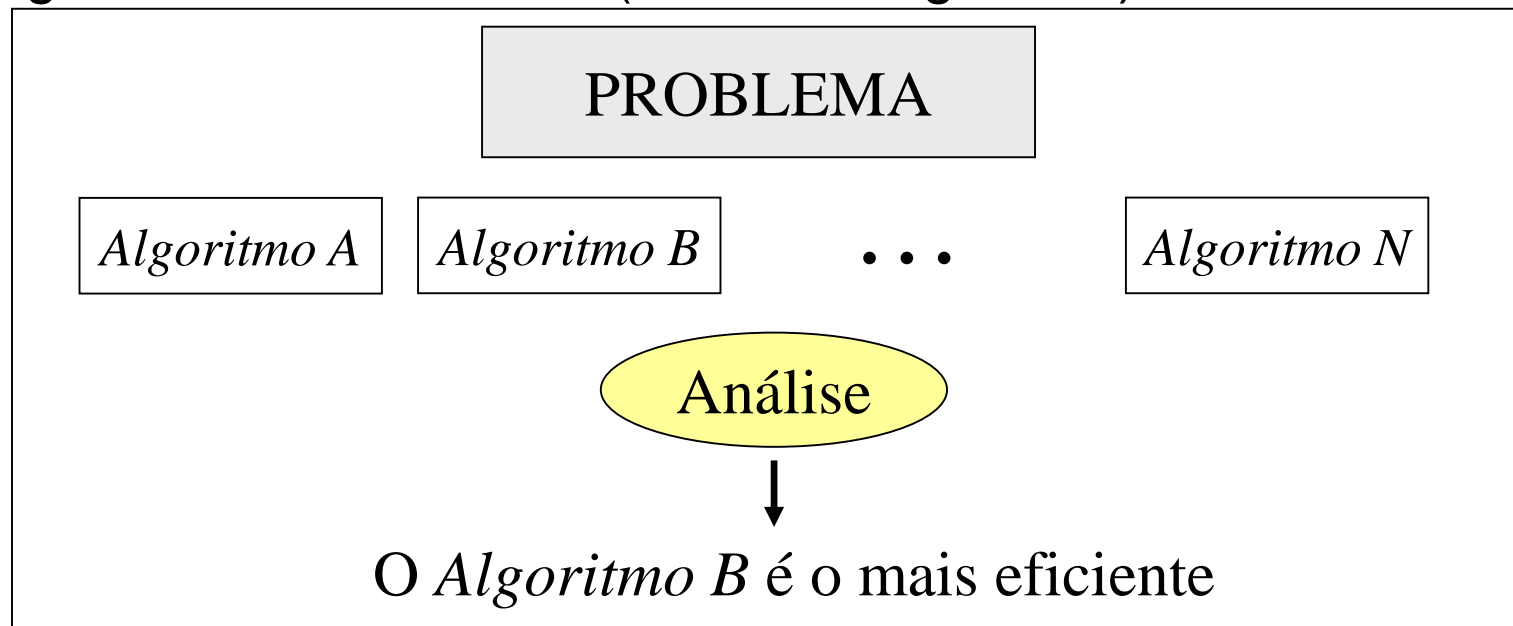 PROBLEMA
Algoritmo A Algoritmo B ... Algoritmo N
Análise
O Algoritmo B é o mais eficiente